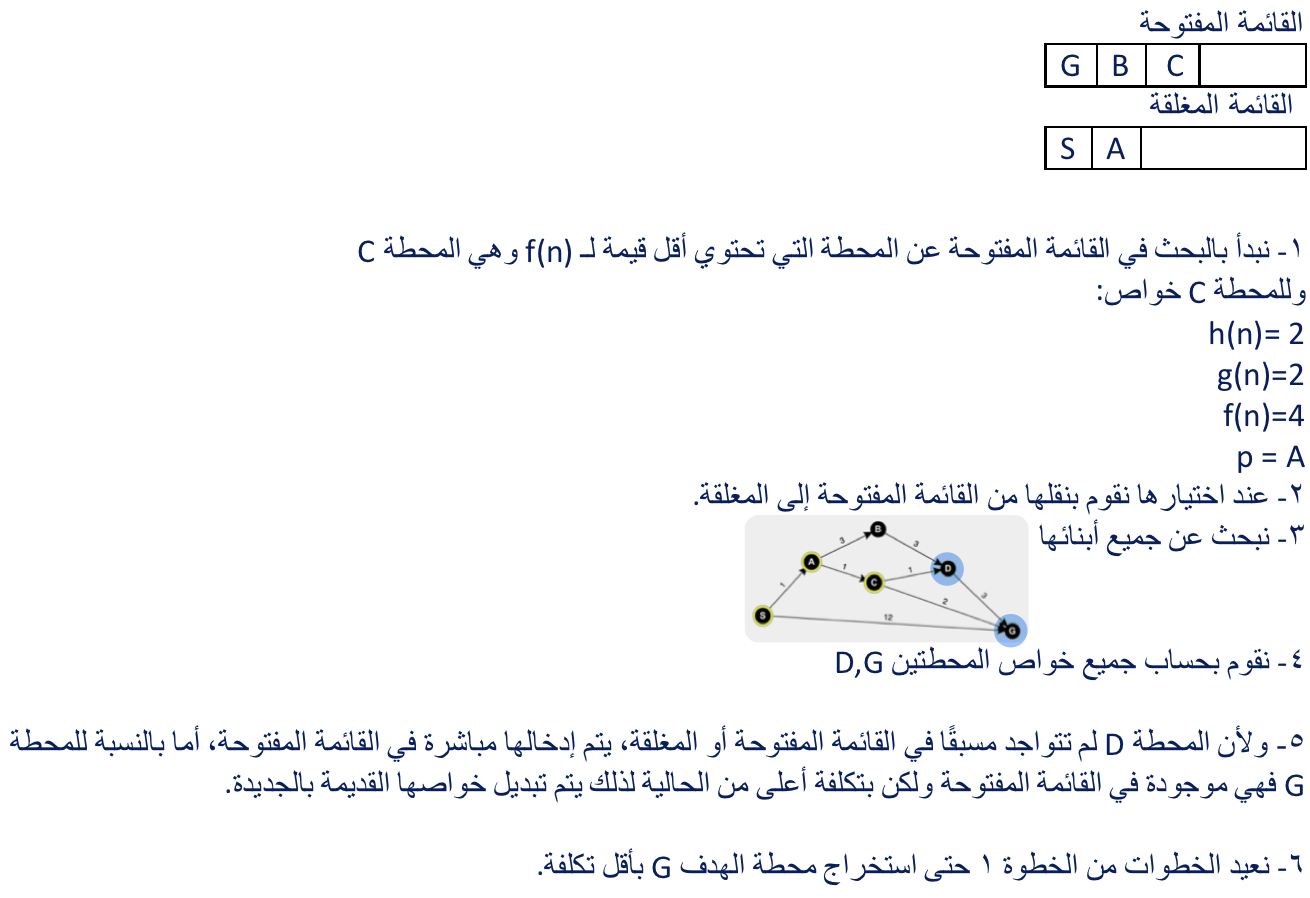 القائمة المفتوحة
G B C
القائمة المغلقة
S A
١- نبدأ بالبحث في القائمة المفتوحة عن المحطة التي تحتوي أقل قيمة لـ f(n) وهي المحطة C
وللمحطة C خواص:
h(n)= 2
g(n)=2
f(n)=4
p = A
٢- عند اختيارها نقوم بنقلها من القائمة المفتوحة إلى المغلقة.
٣- نبحث عن جميع أبنائها
B
3
3
A
1
1
D
C
1
3
2
S
12
G
٤- نقوم بحساب جميع خواص المحطتين D,G
٥- ولأن المحطة D لم تتواجد مسبقًا في القائمة المفتوحة أو المغلقة، يتم إدخالها مباشرة في القائمة المفتوحة، أما بالنسبة للمحطة
G فهي موجودة في القائمة المفتوحة ولكن بتكلفة أعلى من الحالية لذلك يتم تبديل خواصها القديمة بالجديدة.
٦- نعيد الخطوات من الخطوة ١ حتى استخراج محطة الهدف G بأقل تكلفة.